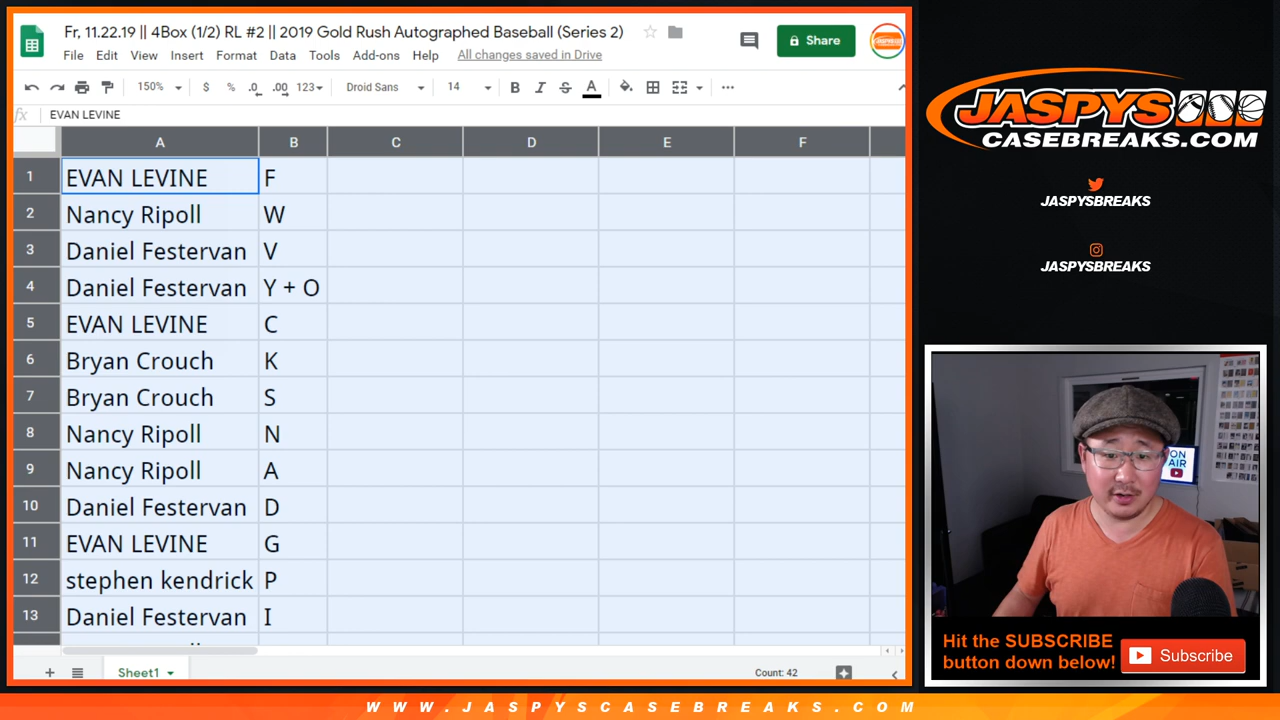 Fr, 11.22.19 || 4Box (1/2) RL #2 || 2019 Gold Rush Autographed Baseball (Series 2)
File Edit View Insert Format Data Tools Add-ons Help All changes saved in Drive
Share
150% $ % .0 .00 123 Droid Sans 14 B I S A
fx EVAN LEVINE
A B C D E F
1 EVAN LEVINE F
2 Nancy Ripoll W
3 Daniel Festervan V
4 Daniel Festervan Y + O
5 EVAN LEVINE C
6 Bryan Crouch K
7 Bryan Crouch S
8 Nancy Ripoll N
9 Nancy Ripoll A
10 Daniel Festervan D
11 EVAN LEVINE G
12 stephen kendrick P
13 Daniel Festervan I
Sheet1
Count: 42
JASPYS
CASEBREAKS.COM
JASPYSBREAKS
JASPYSBREAKS
ON
AIR
Hit the SUBSCRIBE
button down below!
Subscribe
WWW.JASPYSCASEBREAKS.COM